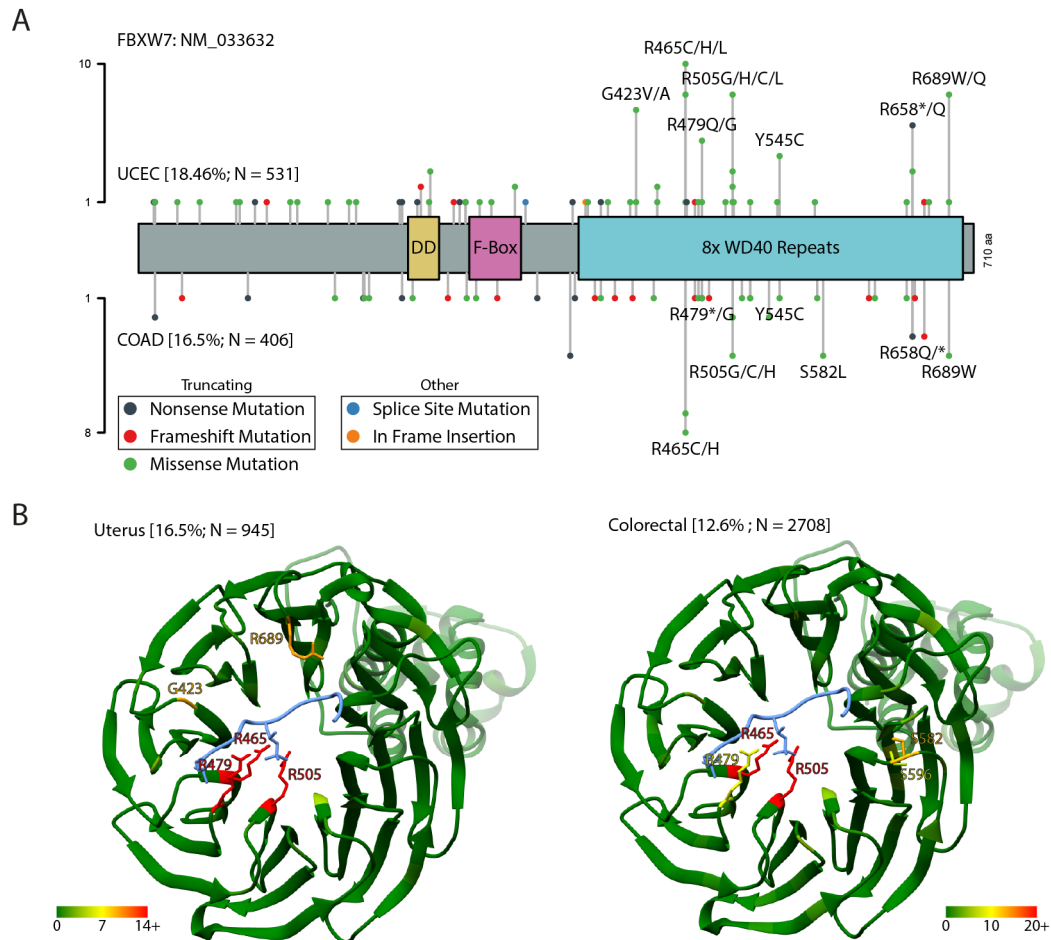 A
FBXW7: NM_033632
10
R465C/H/L
R505G/H/C/L
R689W/Q
G423V/A
R658*/Q
R479Q/G
Y545C
UCEC [18.46%; N = 531]
1
DD
F-Box
8x WD40 Repeats
710 aa
1
R479*/G
Y545C
COAD [16.5%; N = 406]
R658Q/*
R505G/C/H
S582L
R689W
Truncating
Other
Nonsense Mutation
Splice Site Mutation
Frameshift Mutation
In Frame Insertion
8
R465C/H
Missense Mutation
B
Uterus [16.5%; N = 945]
Colorectal [12.6% ; N = 2708]
R689
G423
R465
R479
R505
R465
S582
R479
R505
S596
0 7 14+
0 10 20+